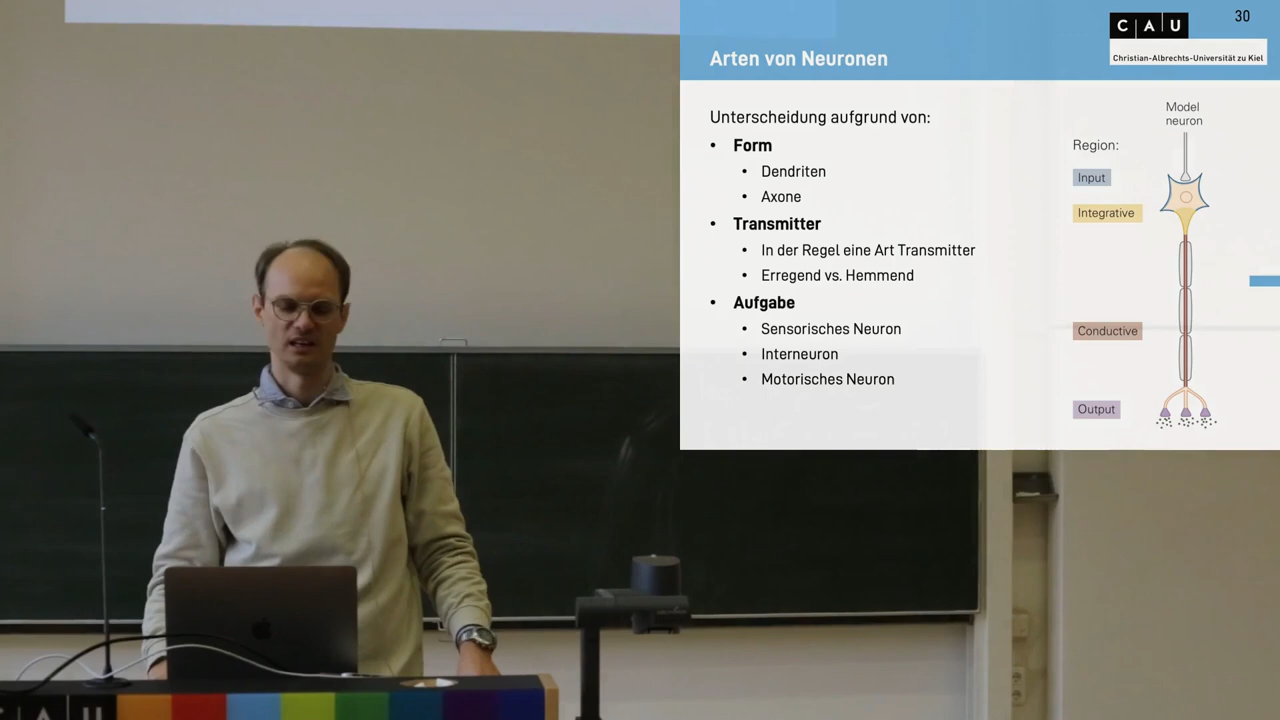 30
C A U
Christian-Albrechts-Universität zu Kiel
Arten von Neuronen
Unterscheidung aufgrund von:
• Form
• Dendriten
• Axone
• Transmitter
• In der Regel eine Art Transmitter
• Erregend vs. Hemmend
• Aufgabe
• Sensorisches Neuron
• Interneuron
• Motorisches Neuron
Model
neuron
Region:
Input
Integrative
Conductive
Output
C A U